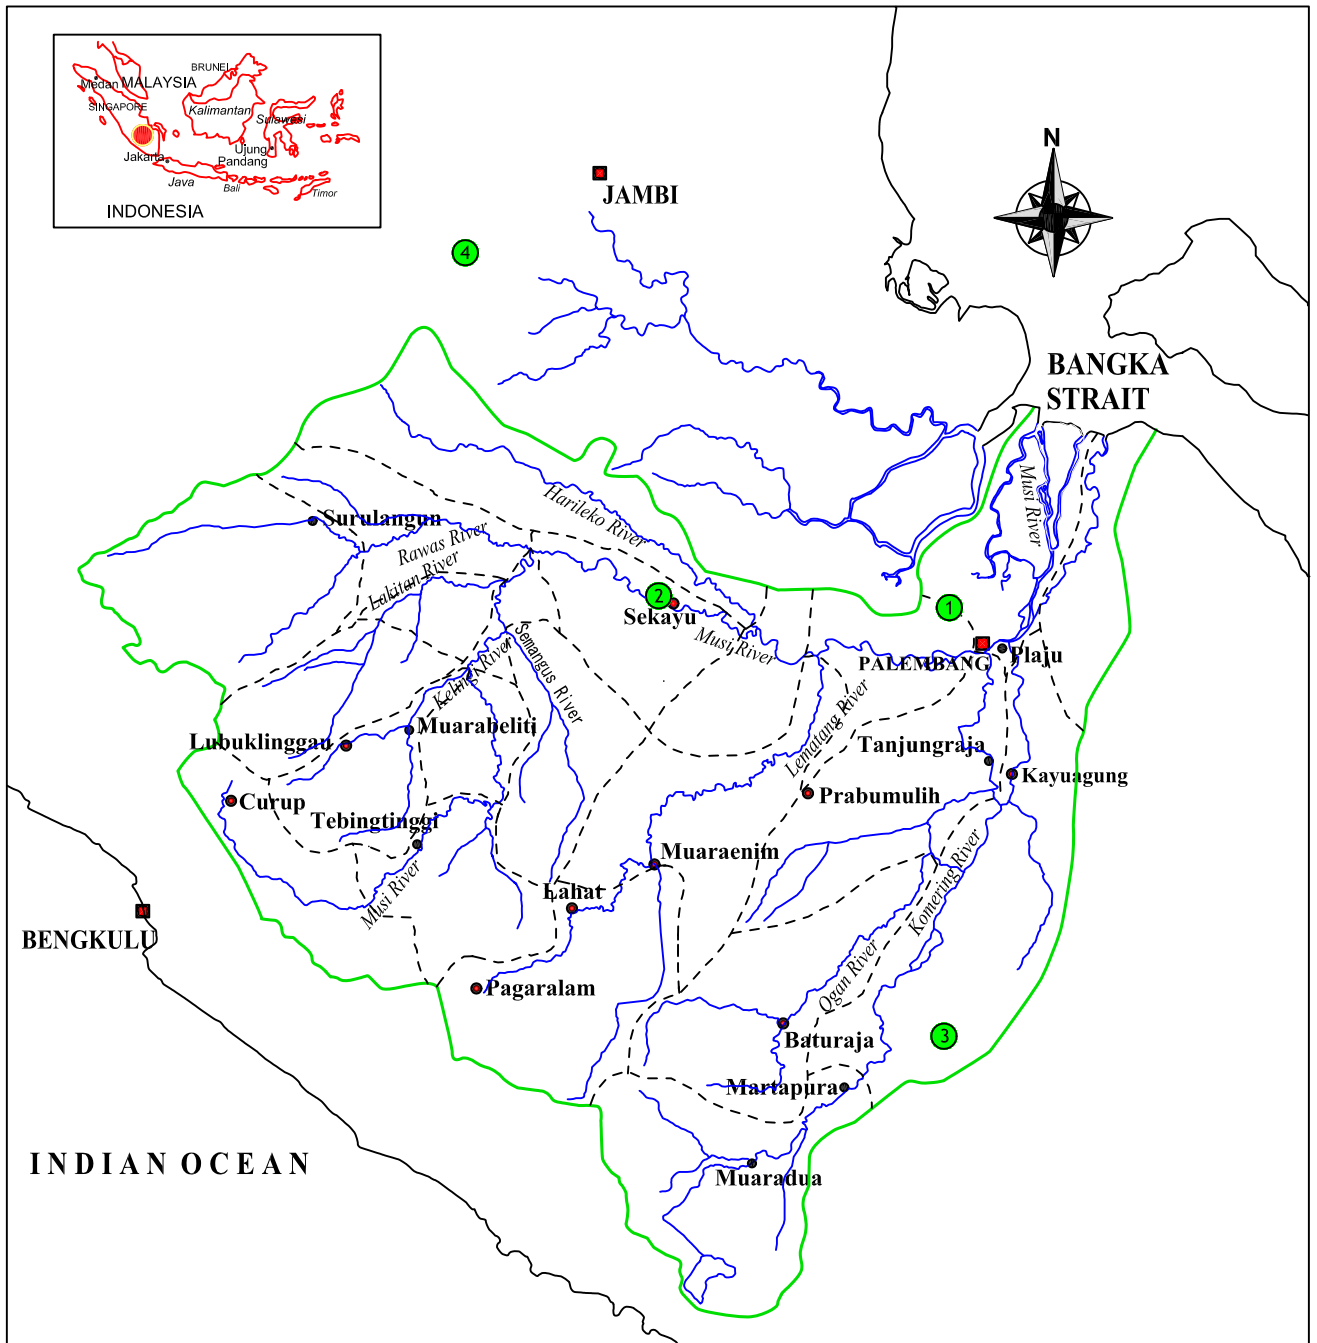 BRUNEI
Medan
MALAYSIA
SINGAPORE
Kalimantan
Sulawesi
Jakarta
Ujung
Pandang
Java
Bali
Timor
INDONESIA
N
JAMBI
4
BANGKA
STRAIT
Musi River
Harileko River
Surulangun
Rawas River
Lakitan River
2
Sekayu
1
Musi River
PALEMBANG
Plaju
Semangus River
Kelingi River
Muarabeliti
Lubuklinggau
Lematang River
Tanjungraja
Kayuagung
Curup
Tebingtinggi
Prabumulih
Muaraenim
Musi River
Lahat
Komering River
BENGKULU
Pagaralam
Ogan River
3
Baturaja
Martapura
INDIAN OCEAN
Muaradua